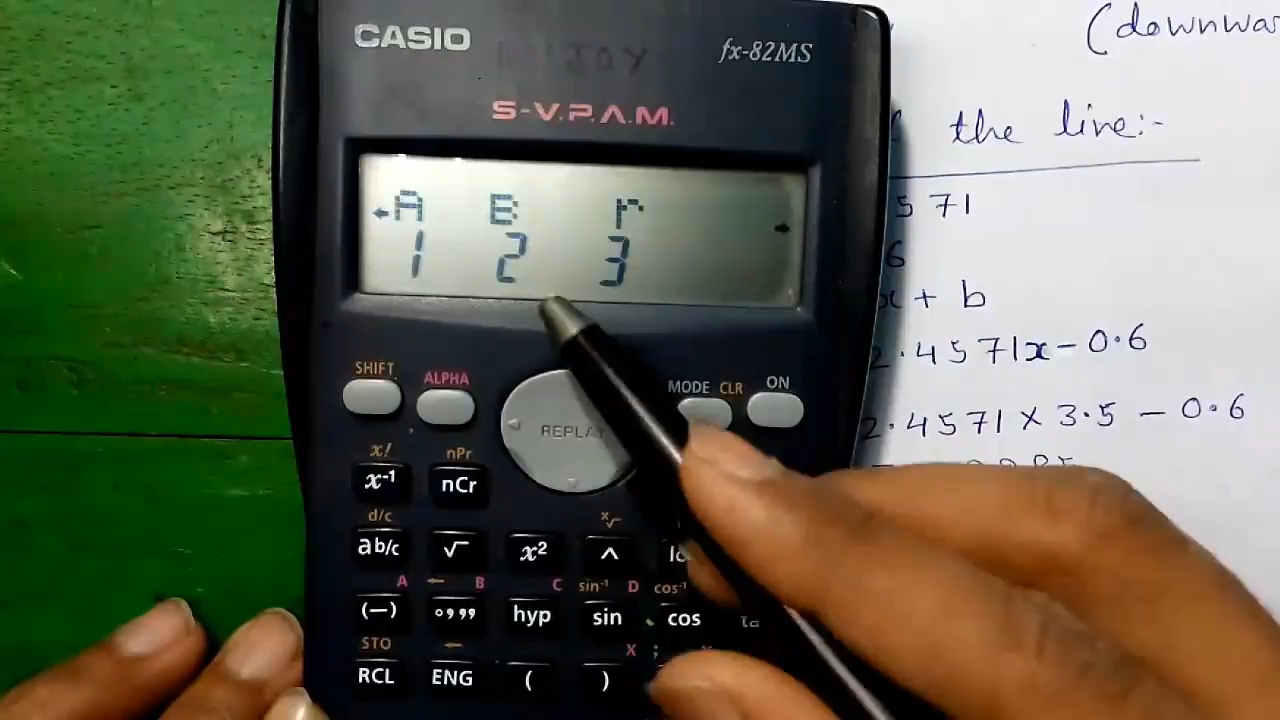 CASIO
fx-82MS
S-V.P.A.M.
A B r
1 2 3
SHIFT
ALPHA
MODE CLR
ON
REPLAY
x! nPr
x⁻¹ nCr
d/c ˣ√
ab/c √ x² ^
A ← B C sin⁻¹ D cos⁻¹
(−) °,,, hyp sin cos
STO ← X ;
RCL ENG ( )
(downwa
the line:-
571
6
x + b
2.4571x - 0.6
2.4571 x 3.5 - 0.6